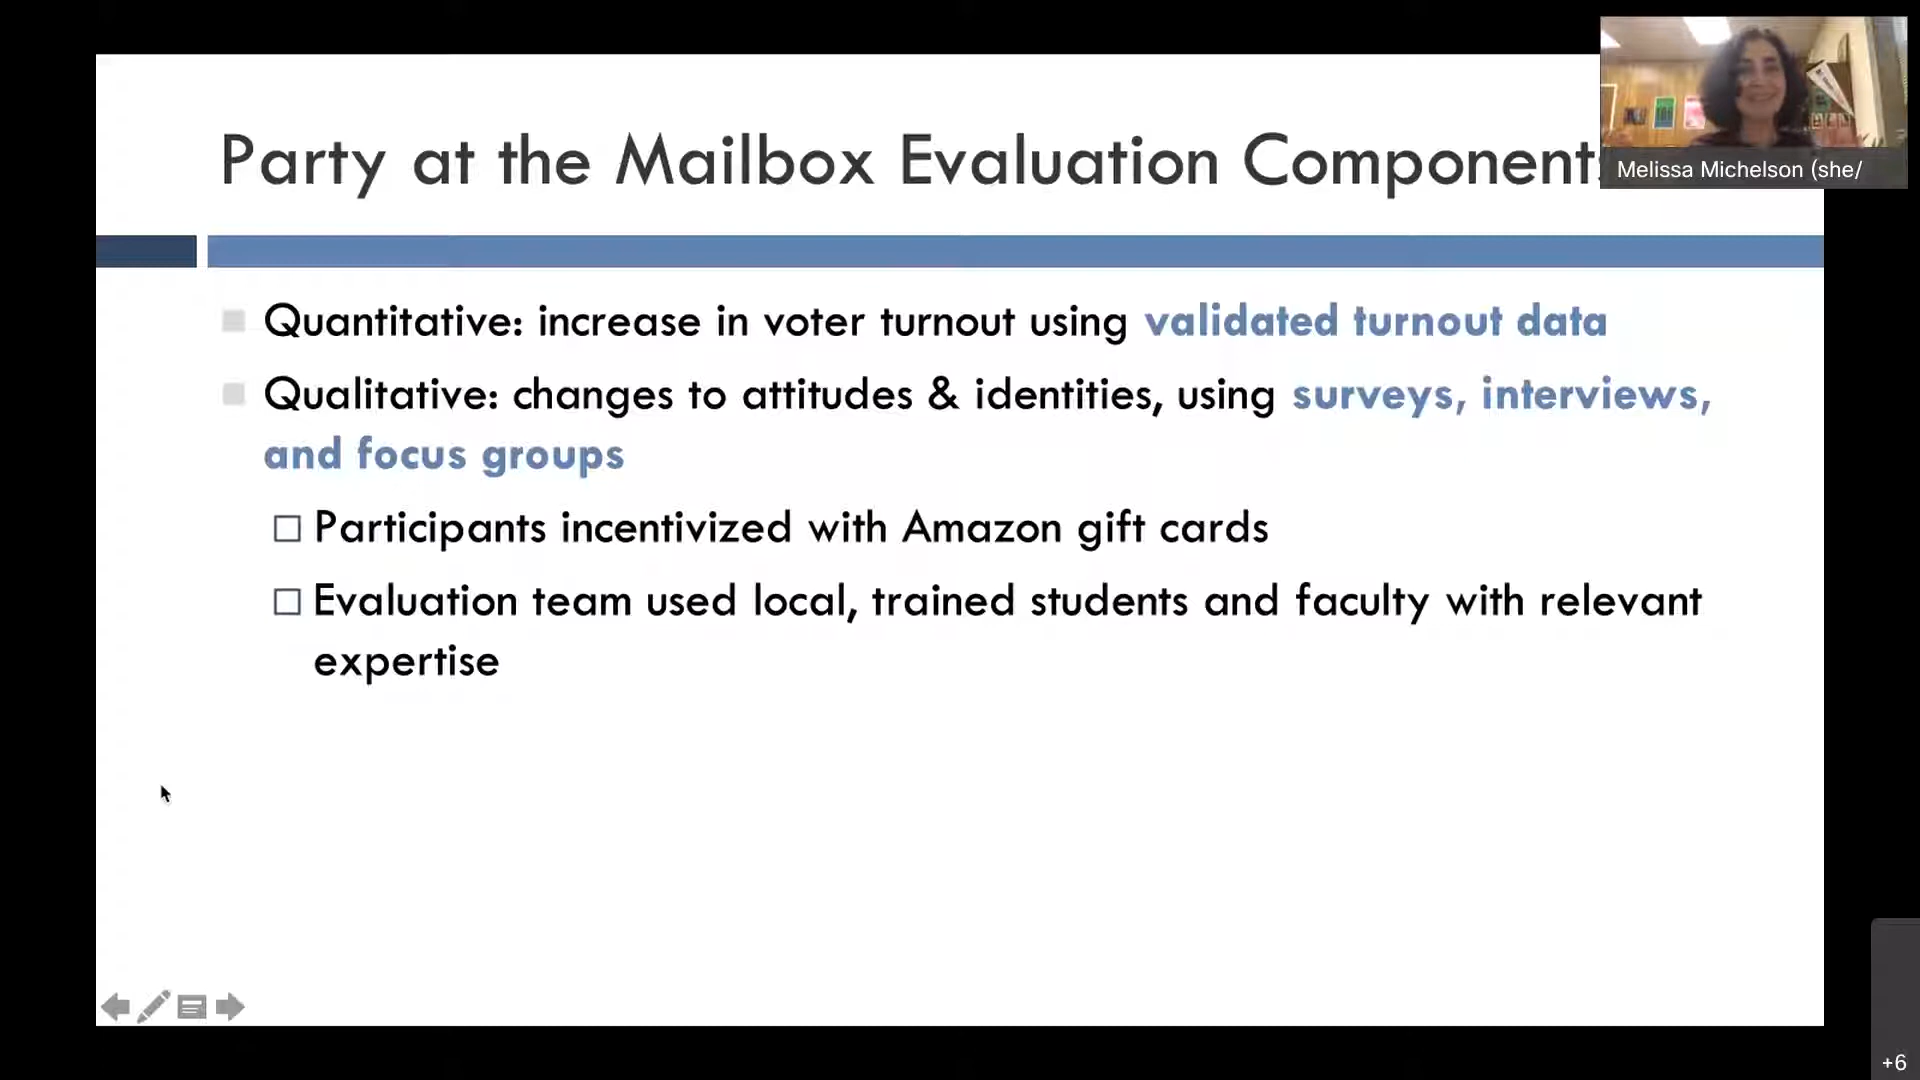 Party at the Mailbox Evaluation Components
Melissa Michelson (she/
Quantitative: increase in voter turnout using validated turnout data
Qualitative: changes to attitudes & identities, using surveys, interviews,
and focus groups
Participants incentivized with Amazon gift cards
Evaluation team used local, trained students and faculty with relevant
expertise
+6